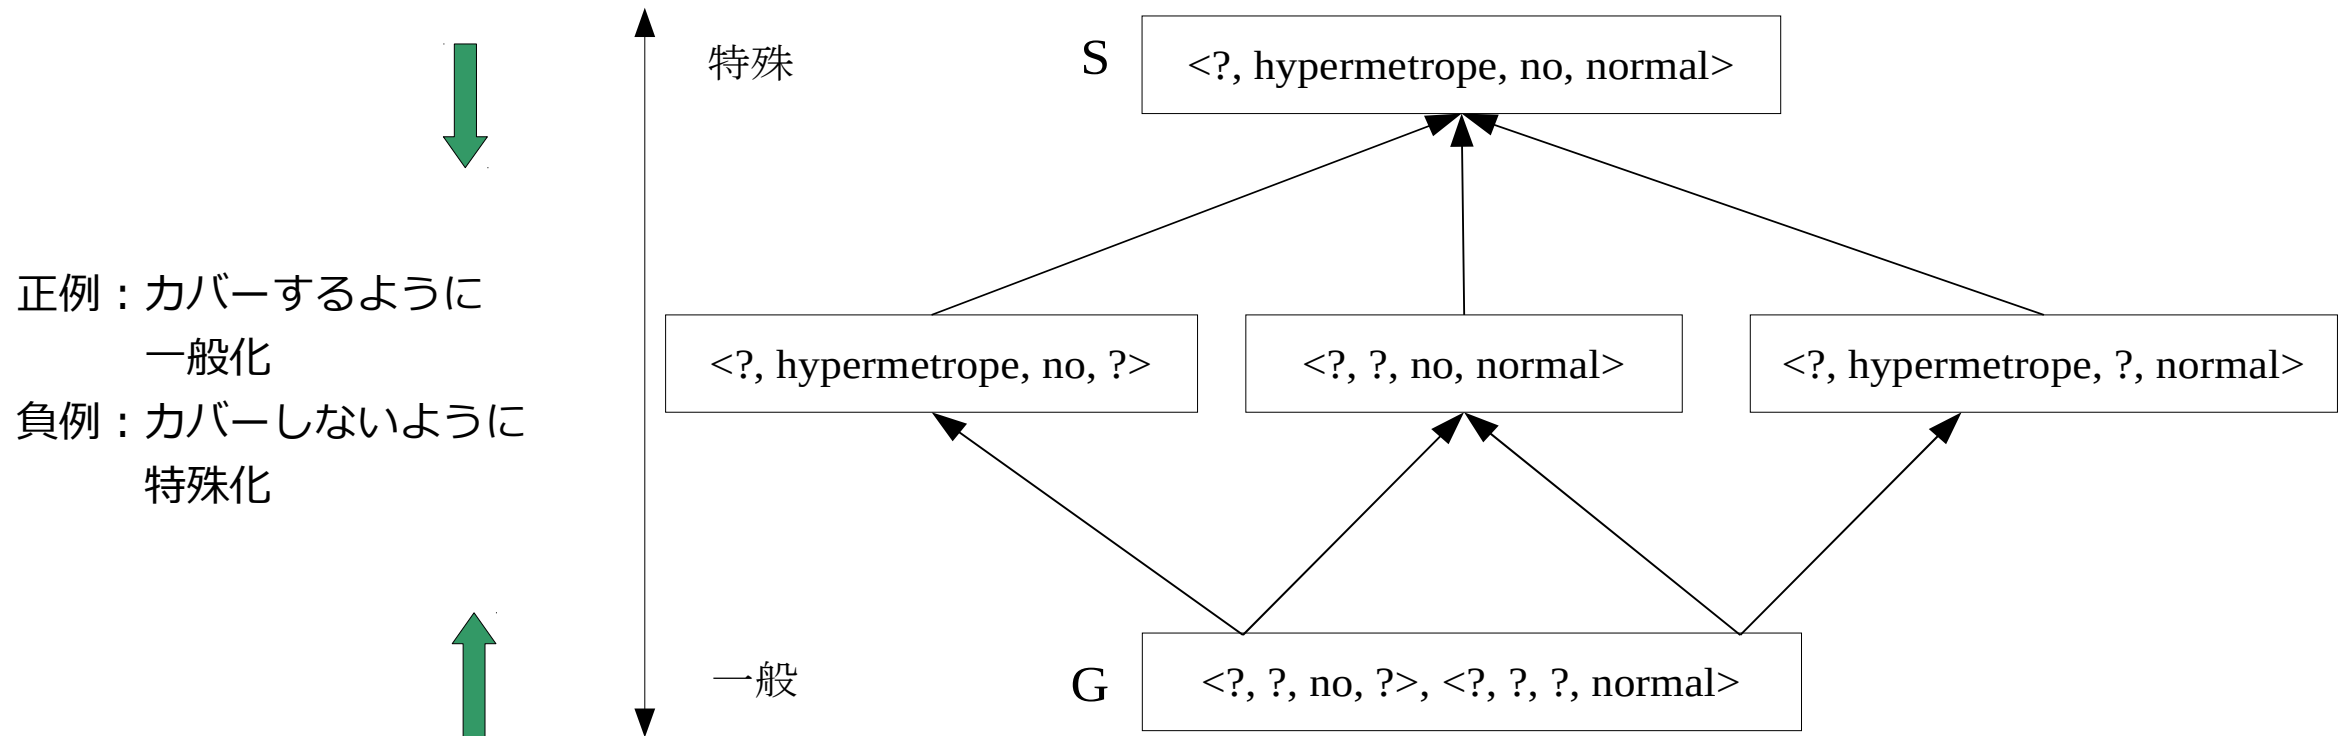 特殊
S
<?, hypermetrope, no, normal>
正例：カバーするように
一般化
負例：カバーしないように
特殊化
<?, hypermetrope, no, ?>
<?, ?, no, normal>
<?, hypermetrope, ?, normal>
一般
G
<?, ?, no, ?>, <?, ?, ?, normal>